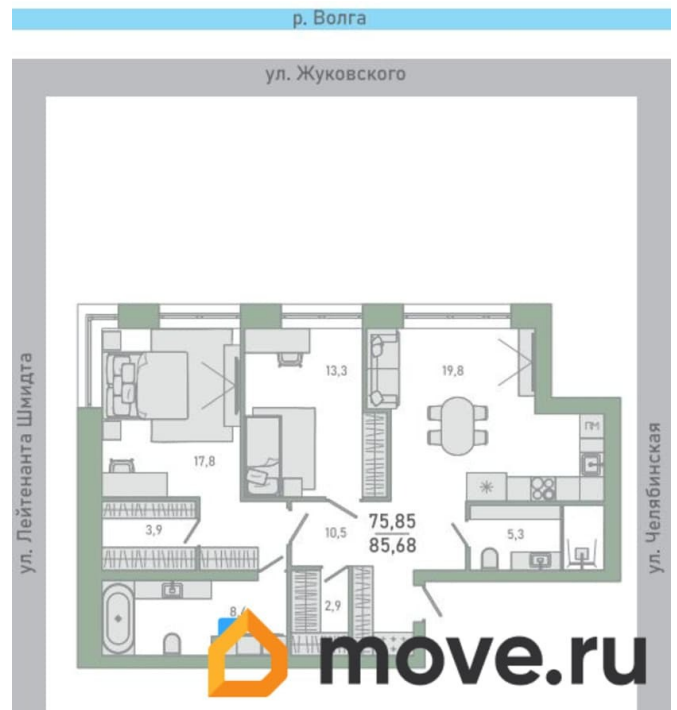 р. Волга
ул. Жуковского
ул. Лейтенанта Шмидта
ул. Челябинская
13,3
19,8
ПМ
17,8
3,9
10,5
75,85
85,68
5,3
2,9
move.ru